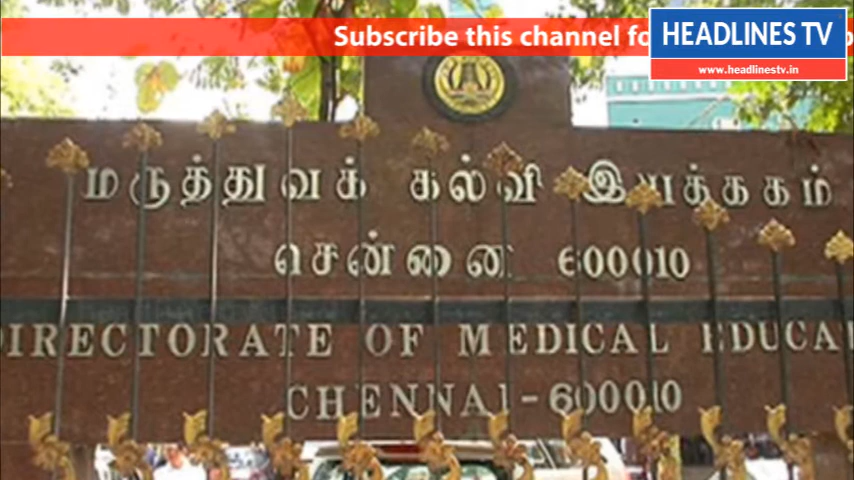 Subscribe this channel fo
HEADLINES TV
www.headlinestv.in
மருத்துவக் கல்வி இயக்ககம்
சென்னை 600010
DIRECTORATE OF MEDICAL EDUCA
CHENNAI-600010